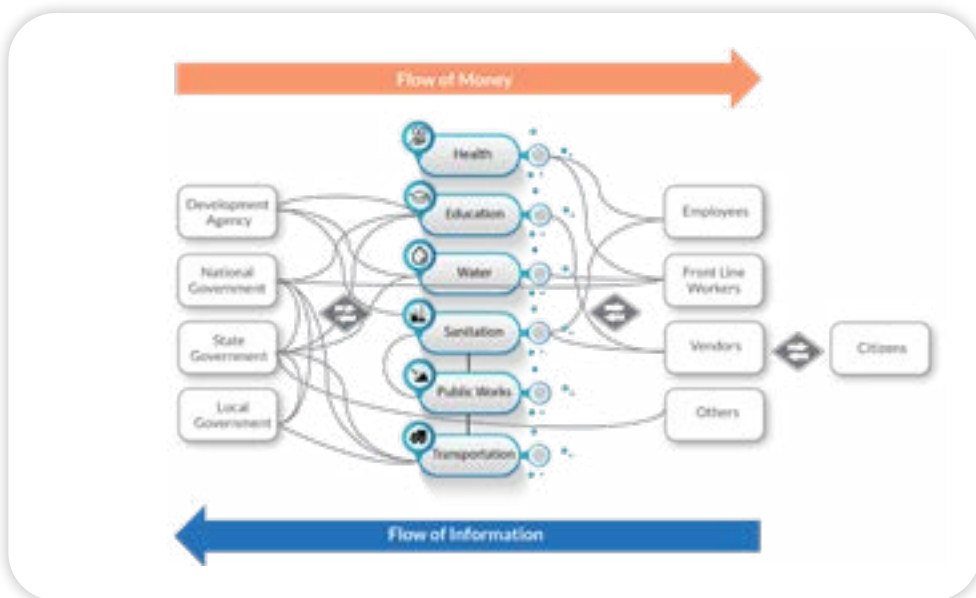 Flow of Money
Health
Education
Water
Sanitation
Public Works
Transportation
Development
Agency
National
Government
State
Government
Local
Government
Employees
Front Line
Workers
Vendors
Others
Citizens
Flow of Information